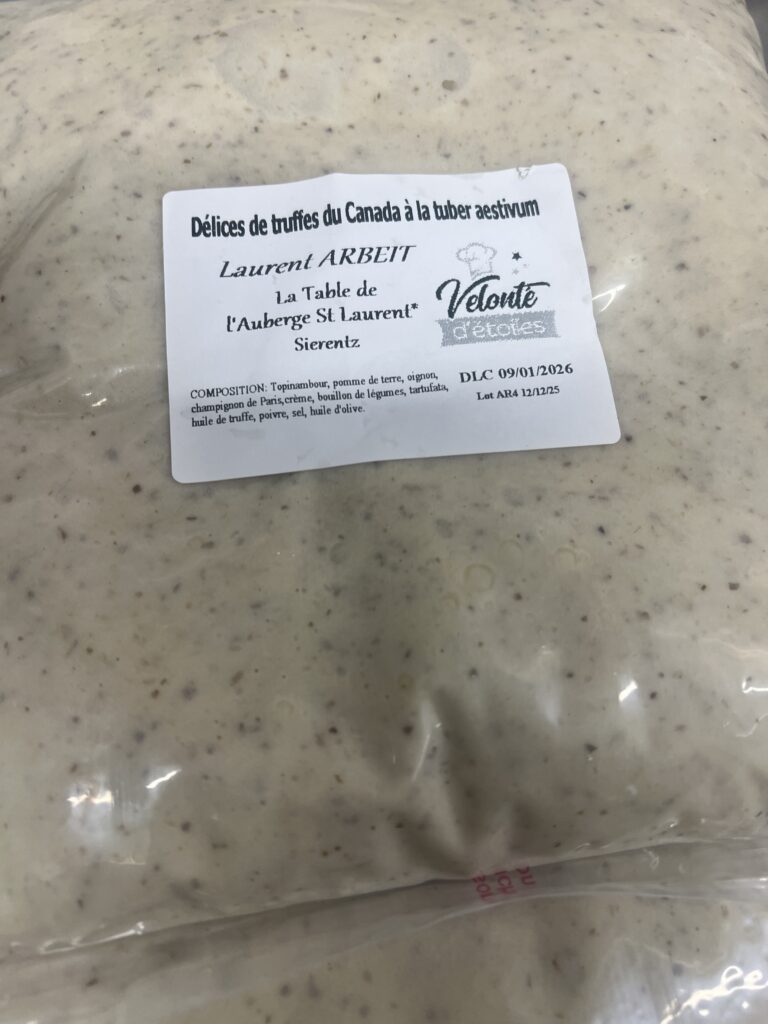 Délices de truffes du Canada à la tuber aestivum
Laurent ARBEIT
La Table de
l'Auberge St Laurent*
Sierentz
Velouté
d'étoiles
COMPOSITION: Topinambour, pomme de terre, oignon,
champignon de Paris,crème, bouillon de légumes, tartufata,
huile de truffe, poivre, sel, huile d'olive.
DLC 09/01/2026
Lot AR4 12/12/25